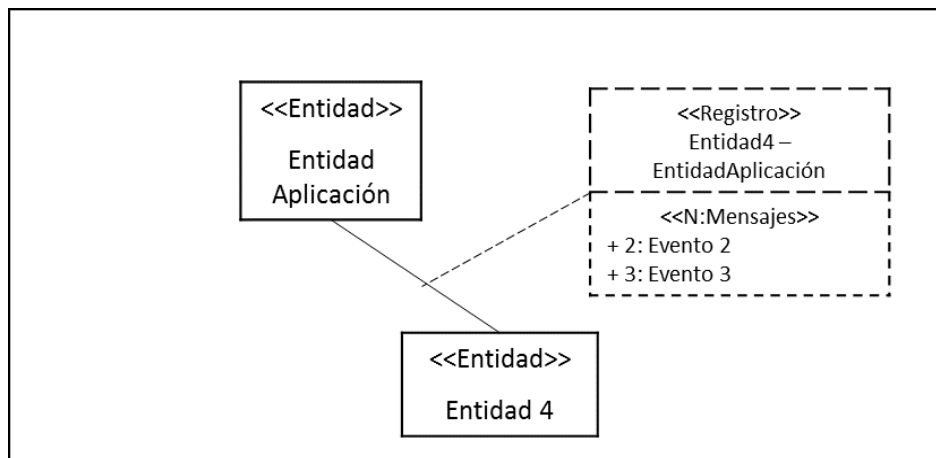 <<Entidad>>
Entidad
Aplicación
<<Registro>>
Entidad4 –
EntidadAplicación
<<N:Mensajes>>
+ 2: Evento 2
+ 3: Evento 3
<<Entidad>>
Entidad 4